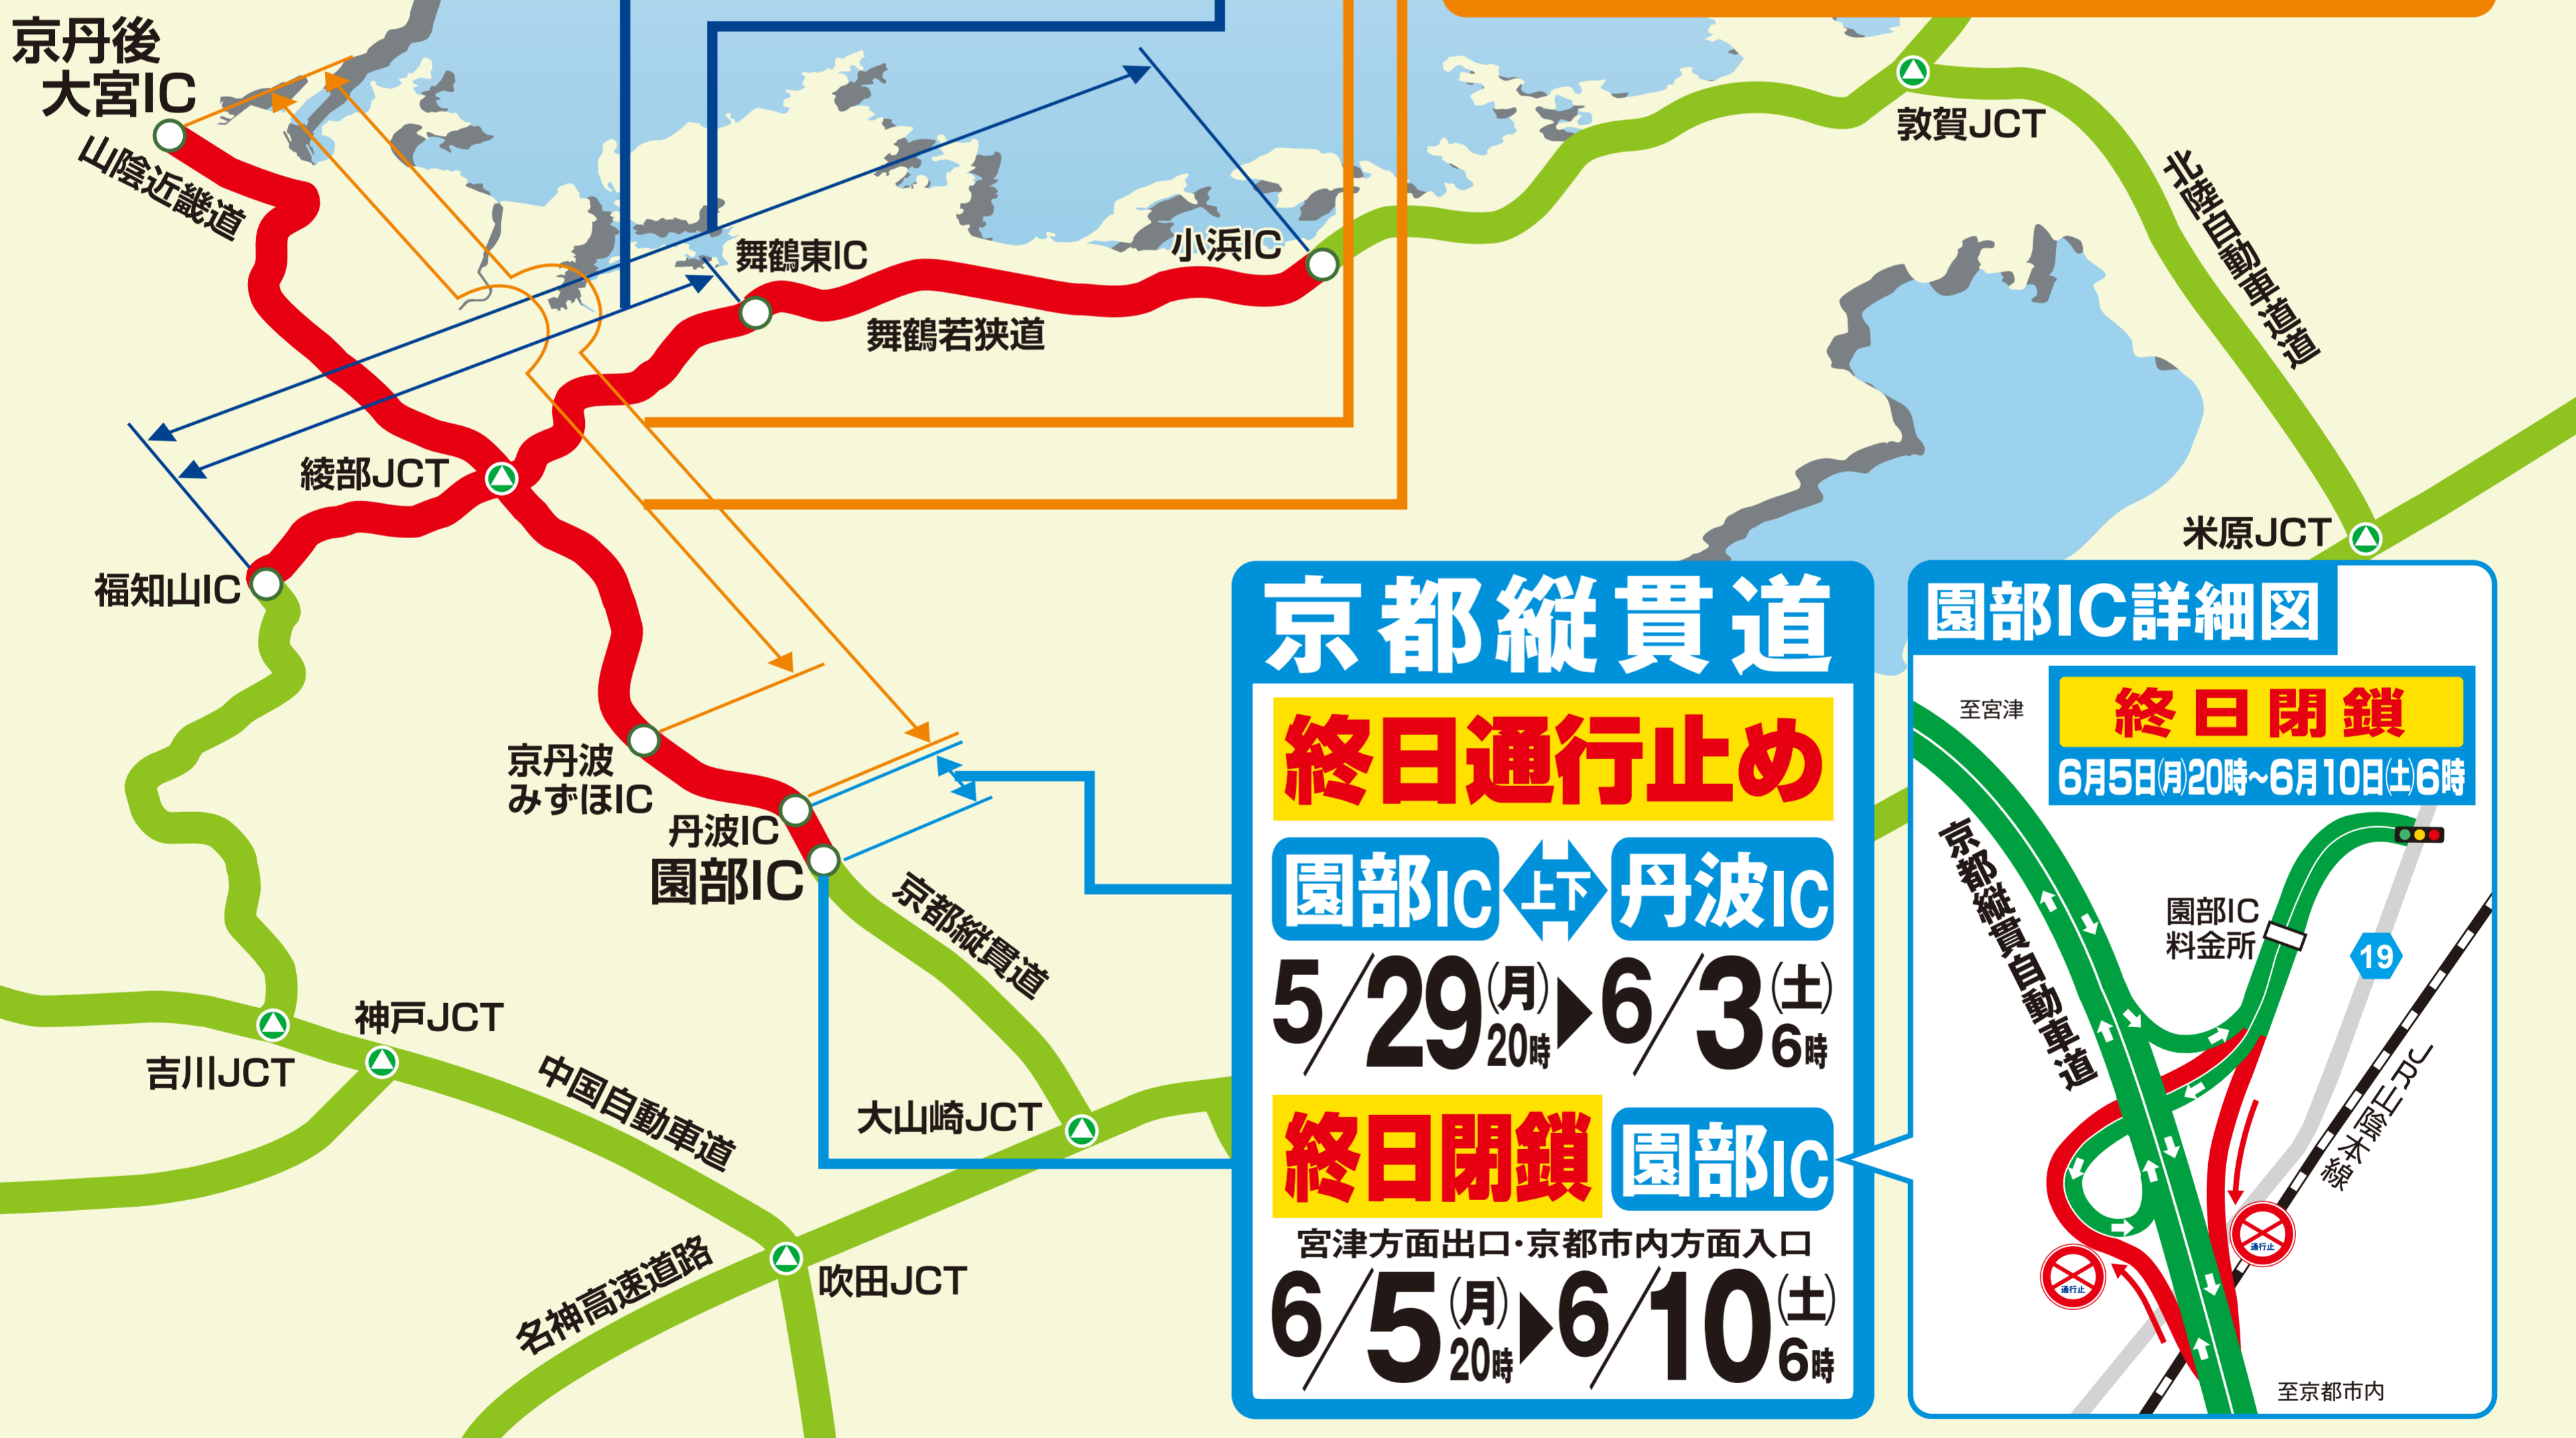 京丹後
大宮IC
山陰近畿道
舞鶴東IC
小浜IC
舞鶴若狭道
敦賀JCT
北陸自動車道道
綾部JCT
福知山IC
米原JCT
京丹波
みずほIC
丹波IC
園部IC
京都縦貫道
神戸JCT
吉川JCT
中国自動車道
大山崎JCT
名神高速道路
吹田JCT
京都縦貫道
終日通行止め
園部IC 上下 丹波IC
5/29(月)20時▶6/3(土)6時
終日閉鎖 園部IC
宮津方面出口・京都市内方面入口
6/5(月)20時▶6/10(土)6時
園部IC詳細図
至宮津
終日閉鎖
6月5日(月)20時~6月10日(土)6時
京都縦貫自動車道
園部IC
料金所
19
JR山陰本線
通行止
通行止
至京都市内